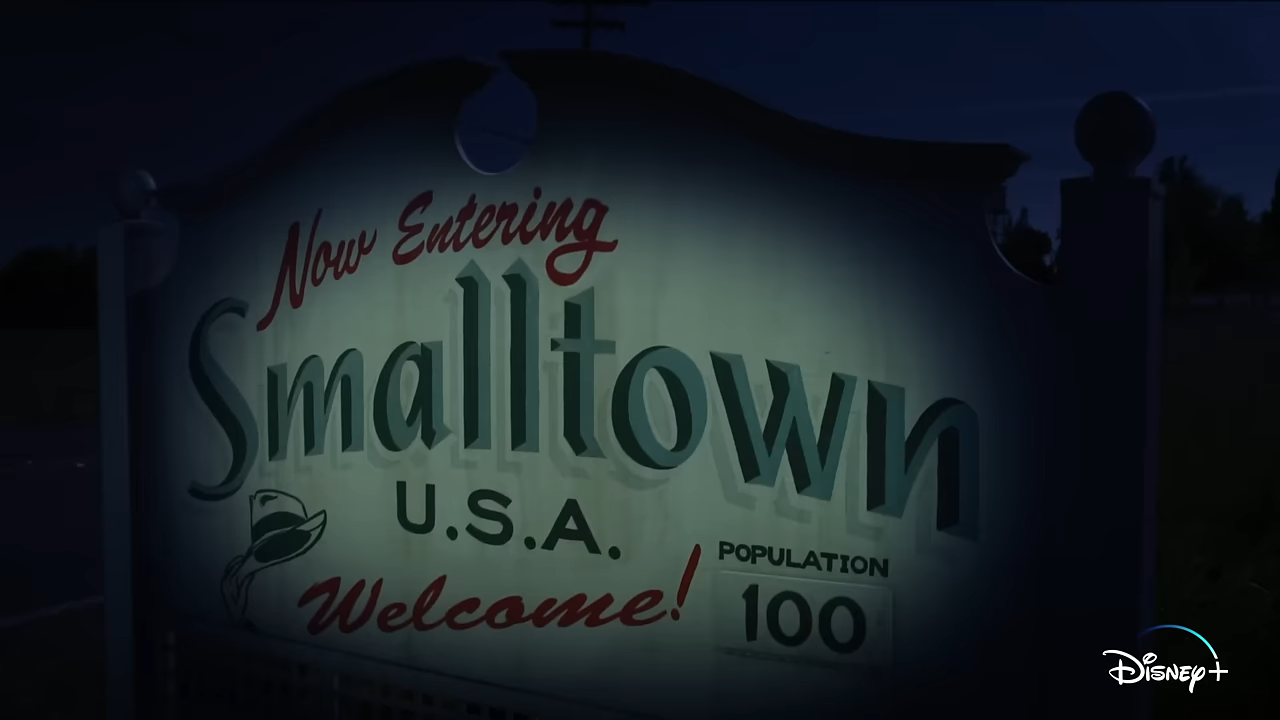 Now Entering
Smalltown
U.S.A.
Welcome!
POPULATION
100
Disney+